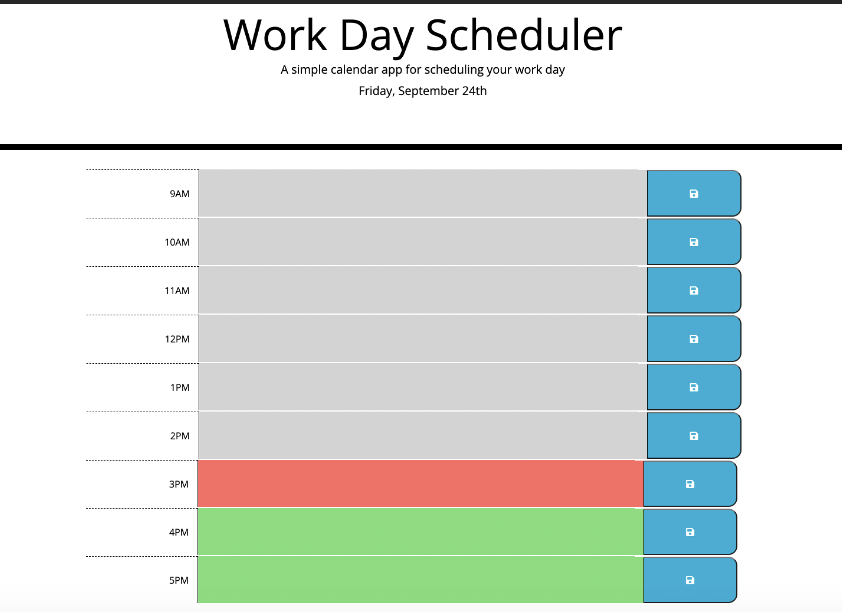 Work Day Scheduler
A simple calendar app for scheduling your work day
Friday, September 24th
9AM
10AM
11AM
12PM
1PM
2PM
3PM
4PM
5PM